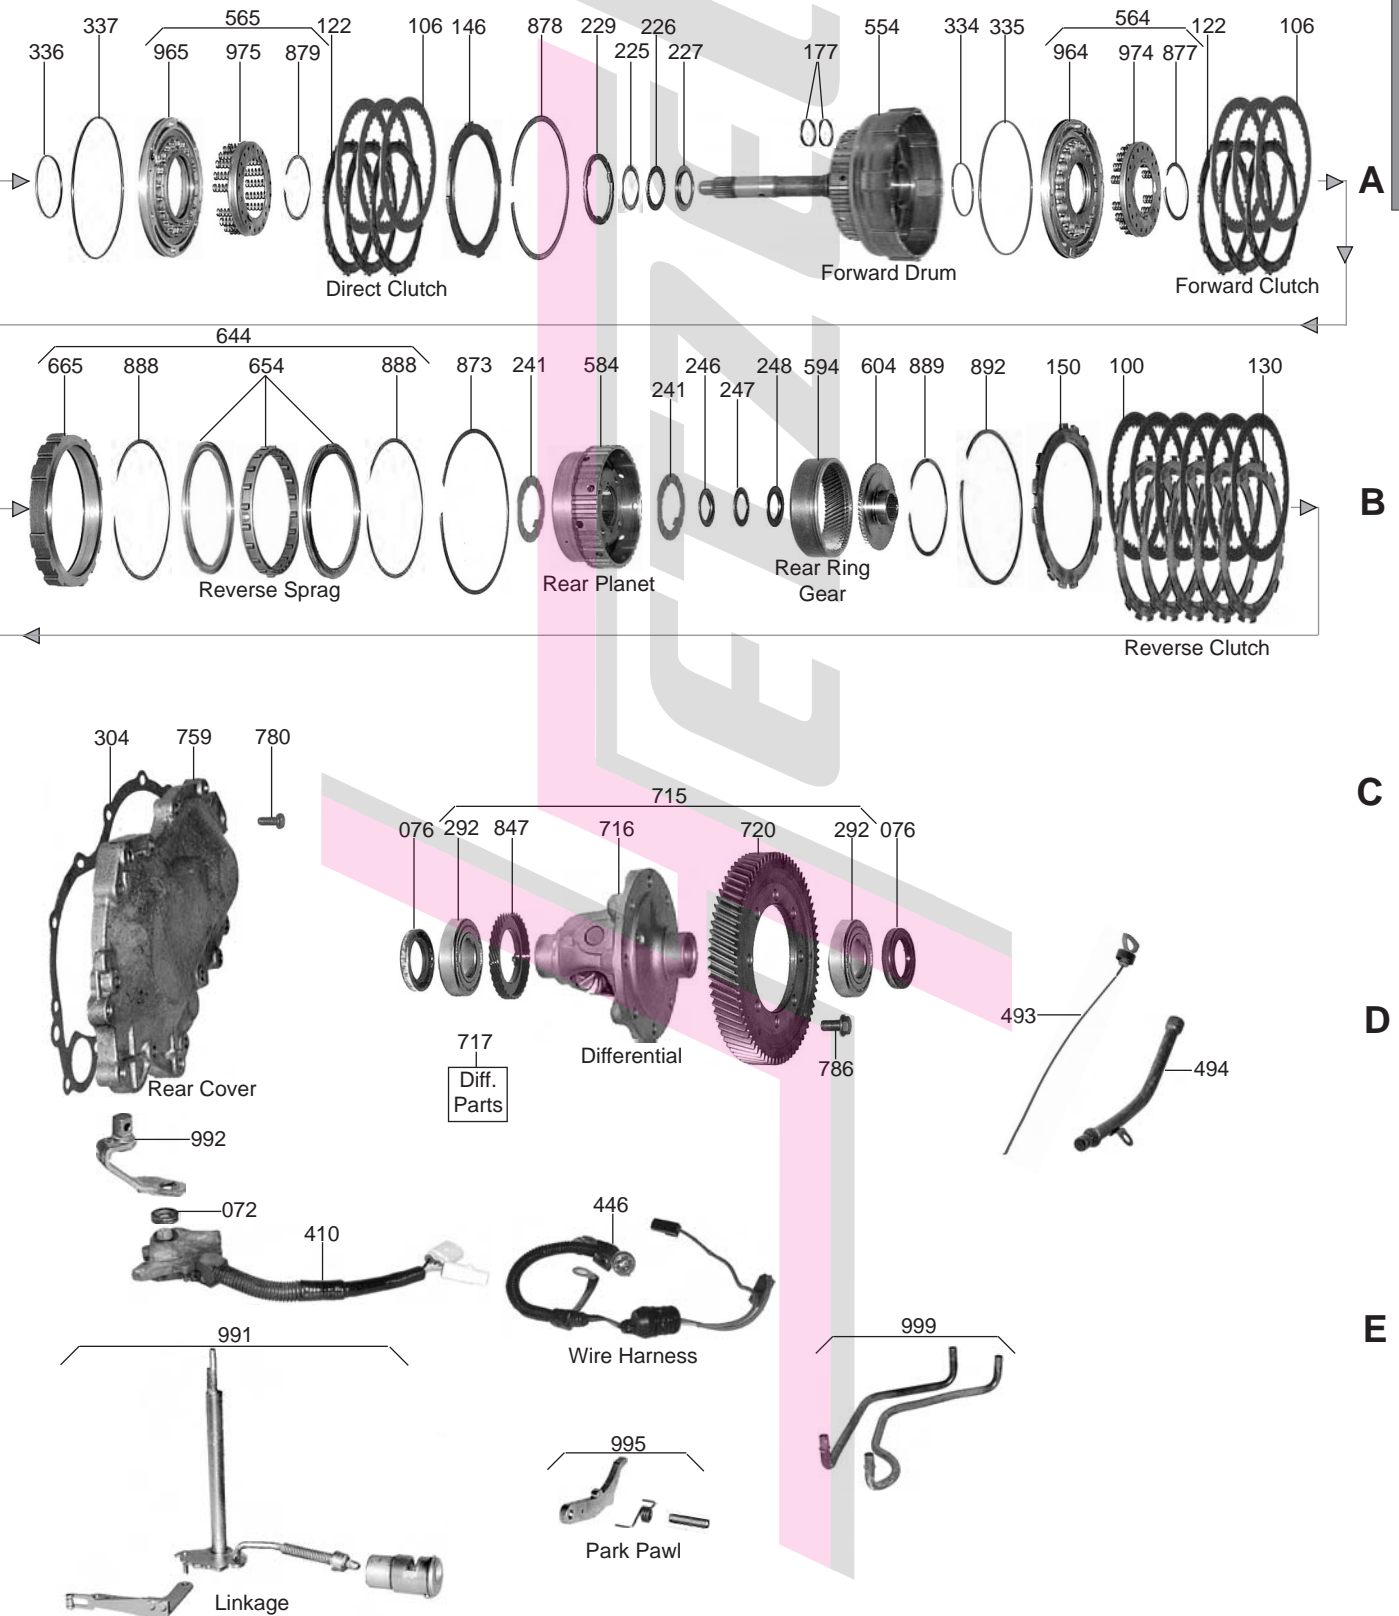 565 564
337 122 106 146 878 229 226 554 334 335 122 106
336 965 975 879 225 227 177 964 974 877
A
Direct Clutch Forward Drum Forward Clutch
644
665 888 654 888 873 241 584 246 248 594 604 889 892 150 100 130
241 247
B
Reverse Sprag Rear Planet Rear Ring
Gear
Reverse Clutch
304 759 780
C
715
076 292 847 716 720 292 076
493
D
717 Differential 786 494
Diff.
Parts
Rear Cover
992
072 446
410
991 999
E
Wire Harness
995
Park Pawl
Linkage